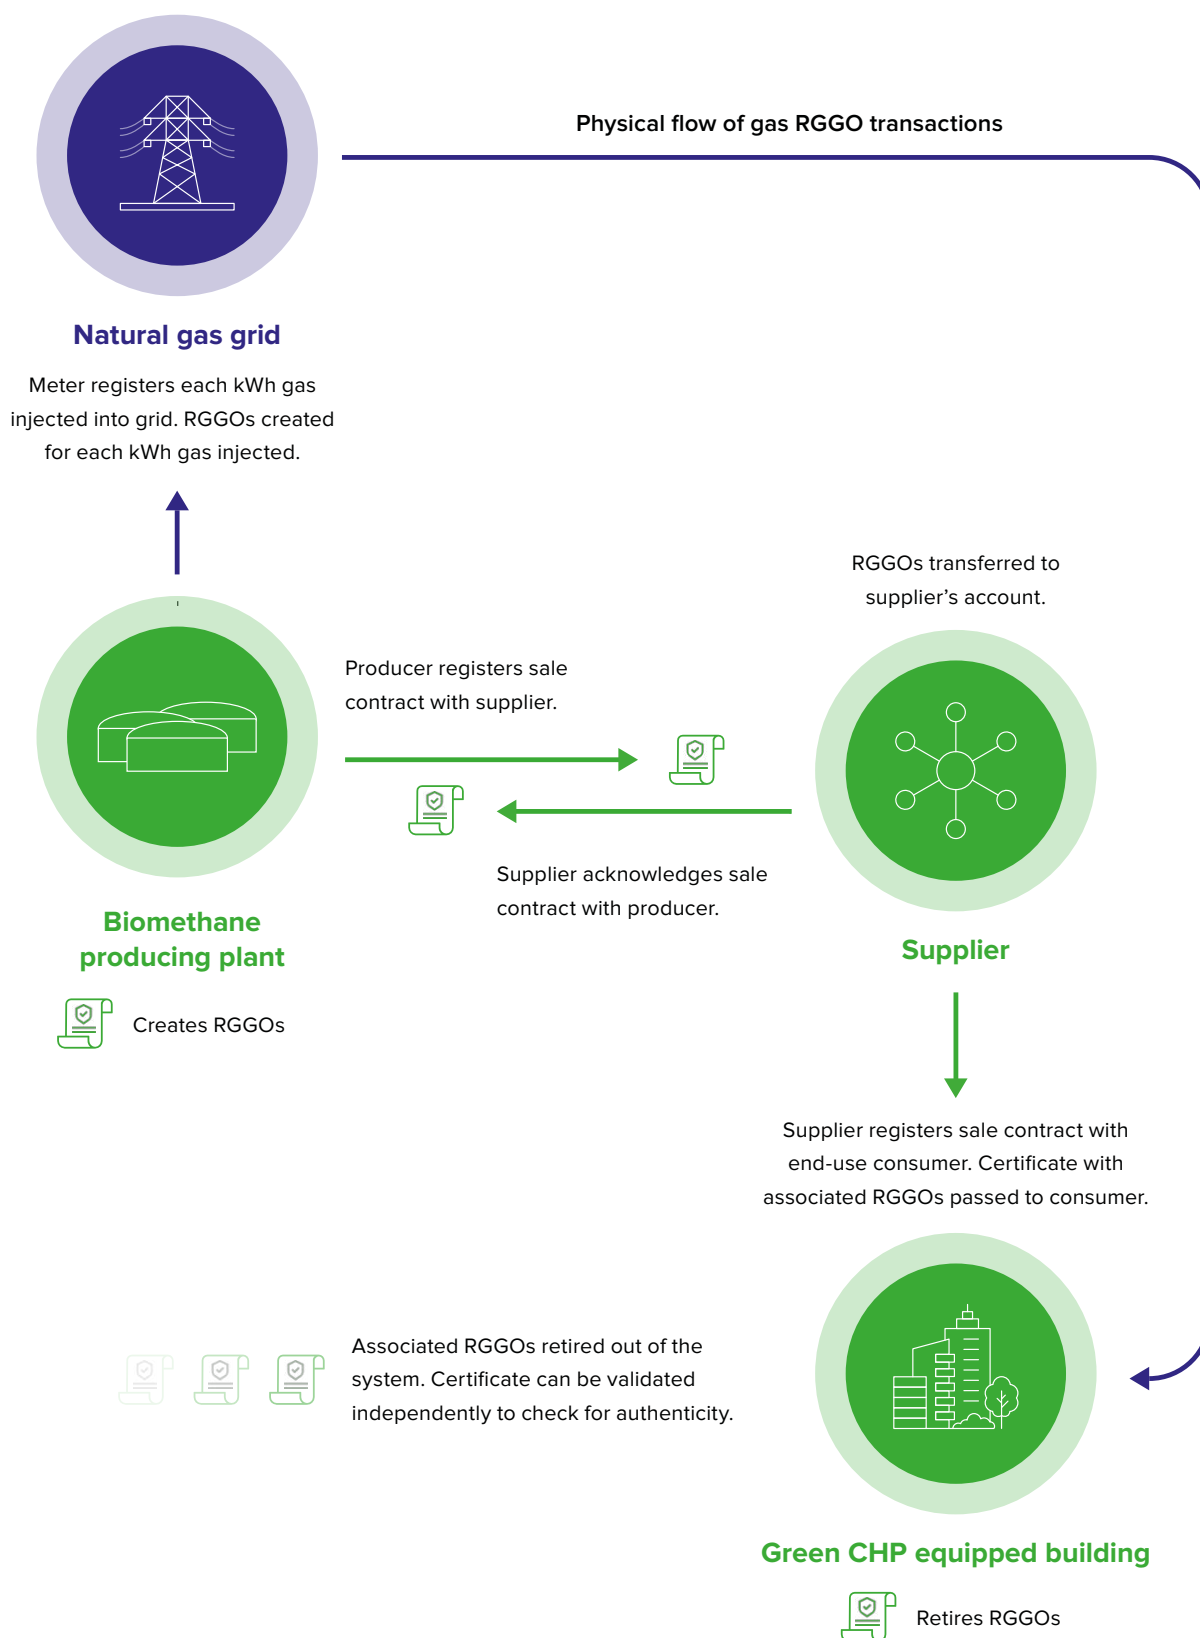 Physical flow of gas RGGO transactions
Natural gas grid
Meter registers each kWh gas
injected into grid. RGGOs created
for each kWh gas injected.
RGGOs transferred to
supplier’s account.
Producer registers sale
contract with supplier.
Supplier acknowledges sale
contract with producer.
Biomethane
producing plant
Creates RGGOs
Supplier
Supplier registers sale contract with
end-use consumer. Certificate with
associated RGGOs passed to consumer.
Associated RGGOs retired out of the
system. Certificate can be validated
independently to check for authenticity.
Green CHP equipped building
Retires RGGOs